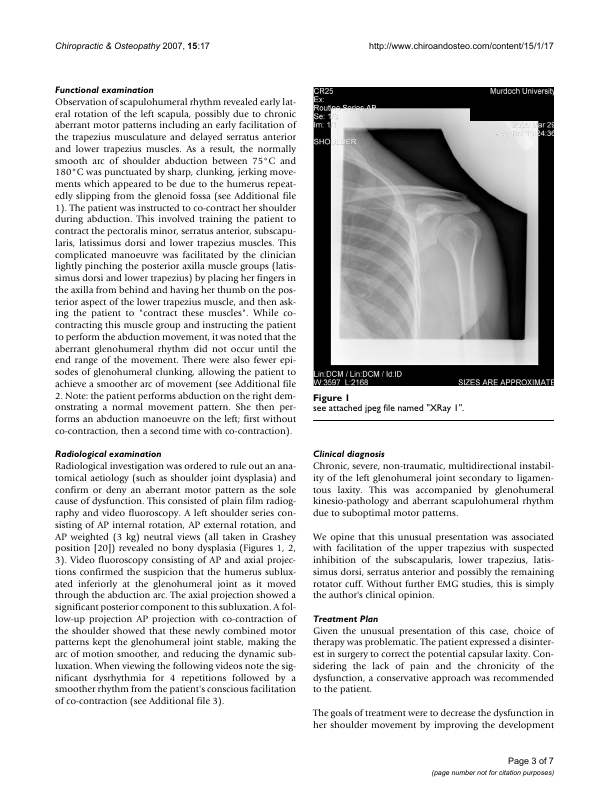 Chiropractic & Osteopathy 2007, 15:17
http://www.chiroandosteo.com/content/15/1/17
Functional examination
Observation of scapulohumeral rhythm revealed early lat-
eral rotation of the left scapula, possibly due to chronic
aberrant motor patterns including an early facilitation of
the trapezius musculature and delayed serratus anterior
and lower trapezius muscles. As a result, the normally
smooth arc of shoulder abduction between 75°C and
180°C was punctuated by sharp, clunking, jerking move-
ments which appeared to be due to the humerus repeat-
edly slipping from the glenoid fossa (see Additional file
1). The patient was instructed to co-contract her shoulder
during abduction. This involved training the patient to
contract the pectoralis minor, serratus anterior, subscapu-
laris, latissimus dorsi and lower trapezius muscles. This
complicated manoeuvre was facilitated by the clinician
lightly pinching the posterior axilla muscle groups (latis-
simus dorsi and lower trapezius) by placing her fingers in
the axilla from behind and having her thumb on the pos-
terior aspect of the lower trapezius muscle, and then ask-
ing the patient to "contract these muscles". While co-
contracting this muscle group and instructing the patient
to perform the abduction movement, it was noted that the
aberrant glenohumeral rhythm did not occur until the
end range of the movement. There were also fewer epi-
sodes of glenohumeral clunking, allowing the patient to
achieve a smoother arc of movement (see Additional file
2. Note: the patient performs abduction on the right dem-
onstrating a normal movement pattern. She then per-
forms an abduction manoeuvre on the left; first without
co-contraction, then a second time with co-contraction).
Radiological examination
Radiological investigation was ordered to rule out an ana-
tomical aetiology (such as shoulder joint dysplasia) and
confirm or deny an aberrant motor pattern as the sole
cause of dysfunction. This consisted of plain film radiog-
raphy and video fluoroscopy. A left shoulder series con-
sisting of AP internal rotation, AP external rotation, and
AP weighted (3 kg) neutral views (all taken in Grashey
position [20]) revealed no bony dysplasia (Figures 1, 2,
3). Video fluoroscopy consisting of AP and axial projec-
tions confirmed the suspicion that the humerus sublux-
ated inferiorly at the glenohumeral joint as it moved
through the abduction arc. The axial projection showed a
significant posterior component to this subluxation. A fol-
low-up projection AP projection with co-contraction of
the shoulder showed that these newly combined motor
patterns kept the glenohumeral joint stable, making the
arc of motion smoother, and reducing the dynamic sub-
luxation. When viewing the following videos note the sig-
nificant dysrhythmia for 4 repetitions followed by a
smoother rhythm from the patient's conscious facilitation
of co-contraction (see Additional file 3).
CR25
Murdoch University
Ex:
Routine Series AP
Se:
Im:
SHOULDER
Lin:DCM / Lin:DCM / Id:ID
W:3597 L:2168
SIZES ARE APPROXIMATE
Figure 1
see attached jpeg file named "XRay 1".
Clinical diagnosis
Chronic, severe, non-traumatic, multidirectional instabil-
ity of the left glenohumeral joint secondary to ligamen-
tous laxity. This was accompanied by glenohumeral
kinesio-pathology and aberrant scapulohumeral rhythm
due to suboptimal motor patterns.
We opine that this unusual presentation was associated
with facilitation of the upper trapezius with suspected
inhibition of the subscapularis, lower trapezius, latis-
simus dorsi, serratus anterior and possibly the remaining
rotator cuff. Without further EMG studies, this is simply
the author's clinical opinion.
Treatment Plan
Given the unusual presentation of this case, choice of
therapy was problematic. The patient expressed a disinter-
est in surgery to correct the potential capsular laxity. Con-
sidering the lack of pain and the chronicity of the
dysfunction, a conservative approach was recommended
to the patient.
The goals of treatment were to decrease the dysfunction in
her shoulder movement by improving the development
Page 3 of 7
(page number not for citation purposes)